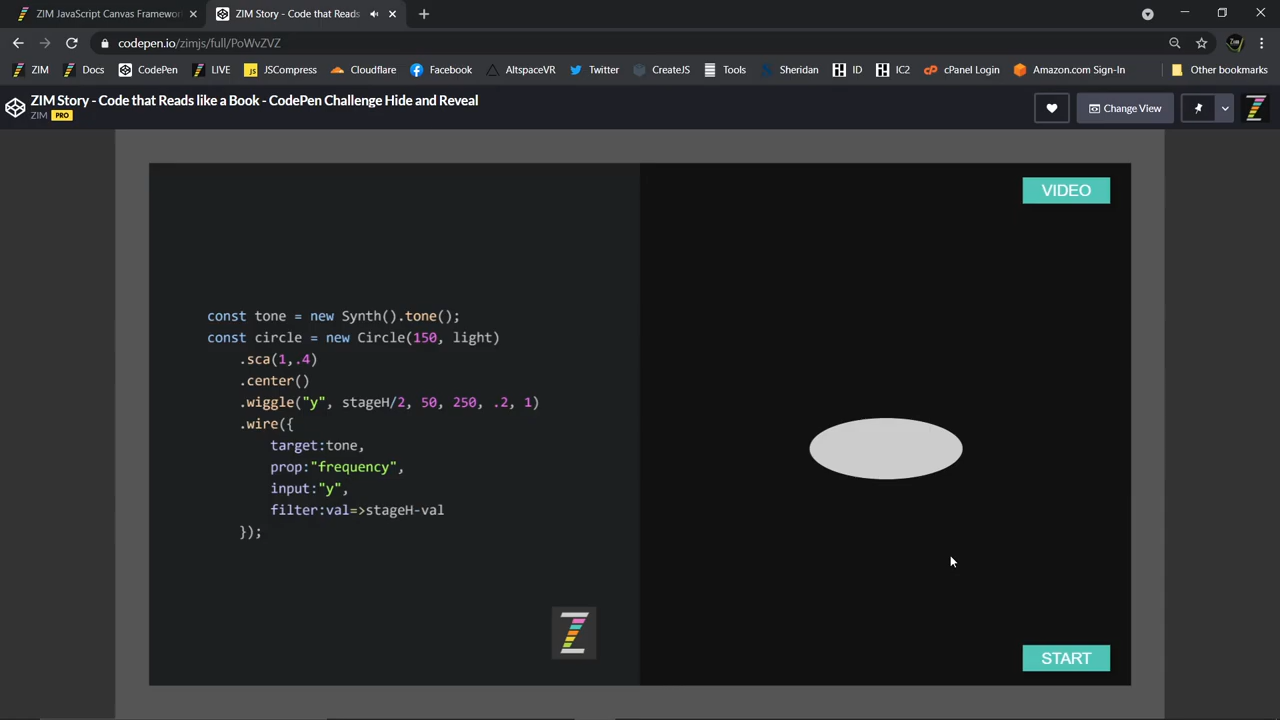 ZIM JavaScript Canvas Framewor
ZIM Story - Code that Reads
codepen.io/zimjs/full/PoWvZVZ
ZIM
Docs
CodePen
LIVE
JSCompress
Cloudflare
Facebook
AltspaceVR
Twitter
CreateJS
Tools
Sheridan
ID
IC2
cPanel Login
Amazon.com Sign-In
Other bookmarks
ZIM Story - Code that Reads like a Book - CodePen Challenge Hide and Reveal
ZIM PRO
Change View
VIDEO
const tone = new Synth().tone();
const circle = new Circle(150, light)
.sca(1,.4)
.center()
.wiggle("y", stageH/2, 50, 250, .2, 1)
.wire({
target:tone,
prop:"frequency",
input:"y",
filter:val=>stageH-val
});
START